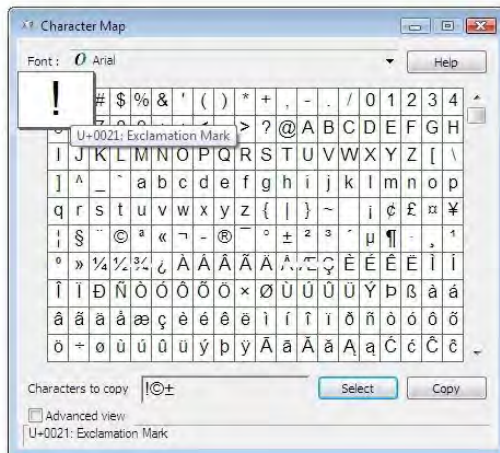 Character Map
Font : O Arial Help
! # $ % & ' ( ) * + , - . / 0 1 2 3 4
> ? @ A B C D E F G H
U+0021: Exclamation Mark
I J K L M N O P Q R S T U V W X Y Z [ \
] ^ _ ` a b c d e f g h i j k l m n o p
q r s t u v w x y z { | } ~ ¡ ¢ £ ¤ ¥
¦ § ¨ © ª « ¬ - ® ¯ ° ± ² ³ ´ µ ¶ · ¸ ¹
º » ¼ ½ ¾ ¿ À Á Â Ã Ä Å Æ Ç È É Ê Ë Ì Í
Î Ï Ð Ñ Ò Ó Ô Õ Ö × Ø Ù Ú Û Ü Ý Þ ß à á
â ã ä å æ ç è é ê ë ì í î ï ð ñ ò ó ô õ
ö ÷ ø ù ú û ü ý þ ÿ Ā ā Ă ă Ą ą Ć ć Ĉ ĉ
Characters to copy : !©± Select Copy
Advanced view
U+0021: Exclamation Mark